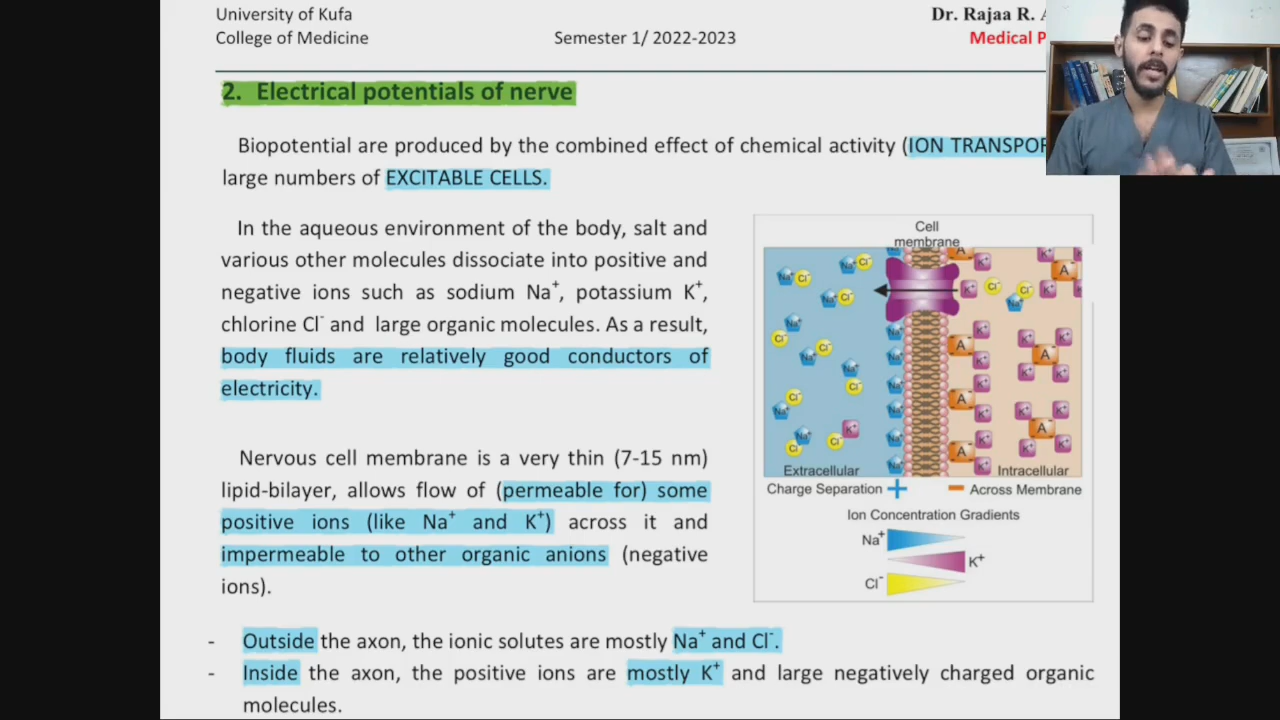 University of Kufa
Dr. Rajaa R.
College of Medicine
Semester 1/ 2022-2023
Medical
2. Electrical potentials of nerve
Biopotential are produced by the combined effect of chemical activity (ION
large numbers of EXCITABLE CELLS.
In the aqueous environment of the body, salt and
various other molecules dissociate into positive and
negative ions such as sodium Na⁺, potassium K⁺,
chlorine Cl⁻ and large organic molecules. As a result,
body fluids are relatively good conductors of
electricity.
Nervous cell membrane is a very thin (7-15 nm)
lipid-bilayer, allows flow of (permeable for) some
positive ions (like Na⁺ and K⁺) across it and
impermeable to other organic anions (negative
ions).
Cell
membrane
Extracellular
Intracellular
Charge Separation + − Across Membrane
Ion Concentration Gradients
Na⁺
K⁺
Cl⁻
- Outside the axon, the ionic solutes are mostly Na⁺ and Cl⁻.
- Inside the axon, the positive ions are mostly K⁺ and large negatively charged organic
molecules.